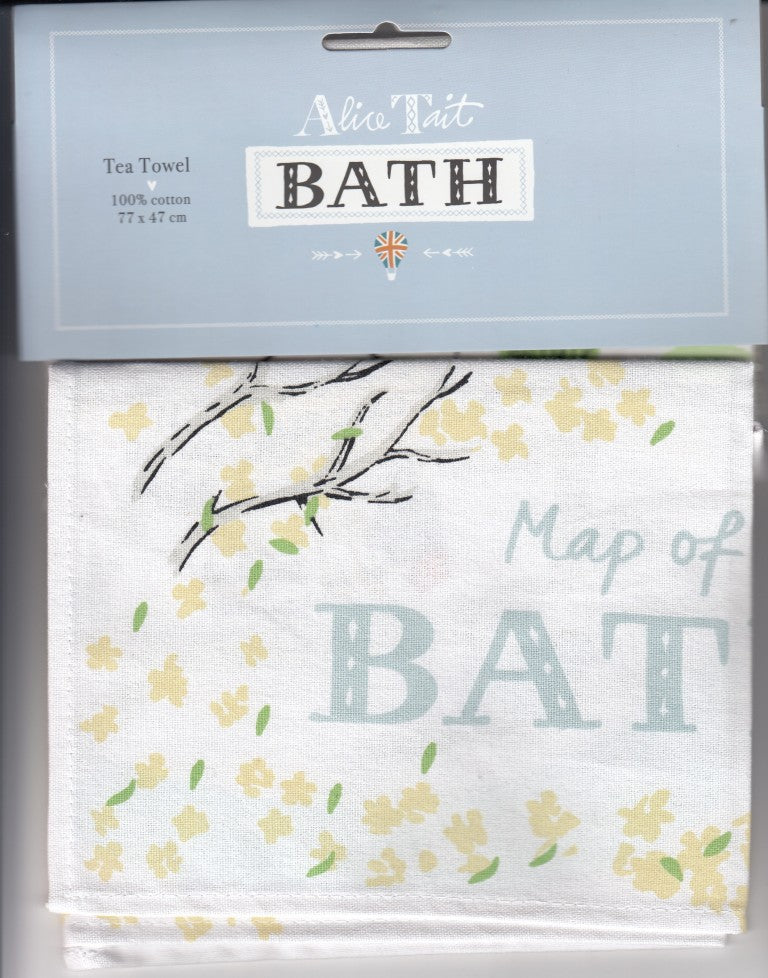 Alice Tait
BATH
Tea Towel
100% cotton
77 x 47 cm
Map of
BAT